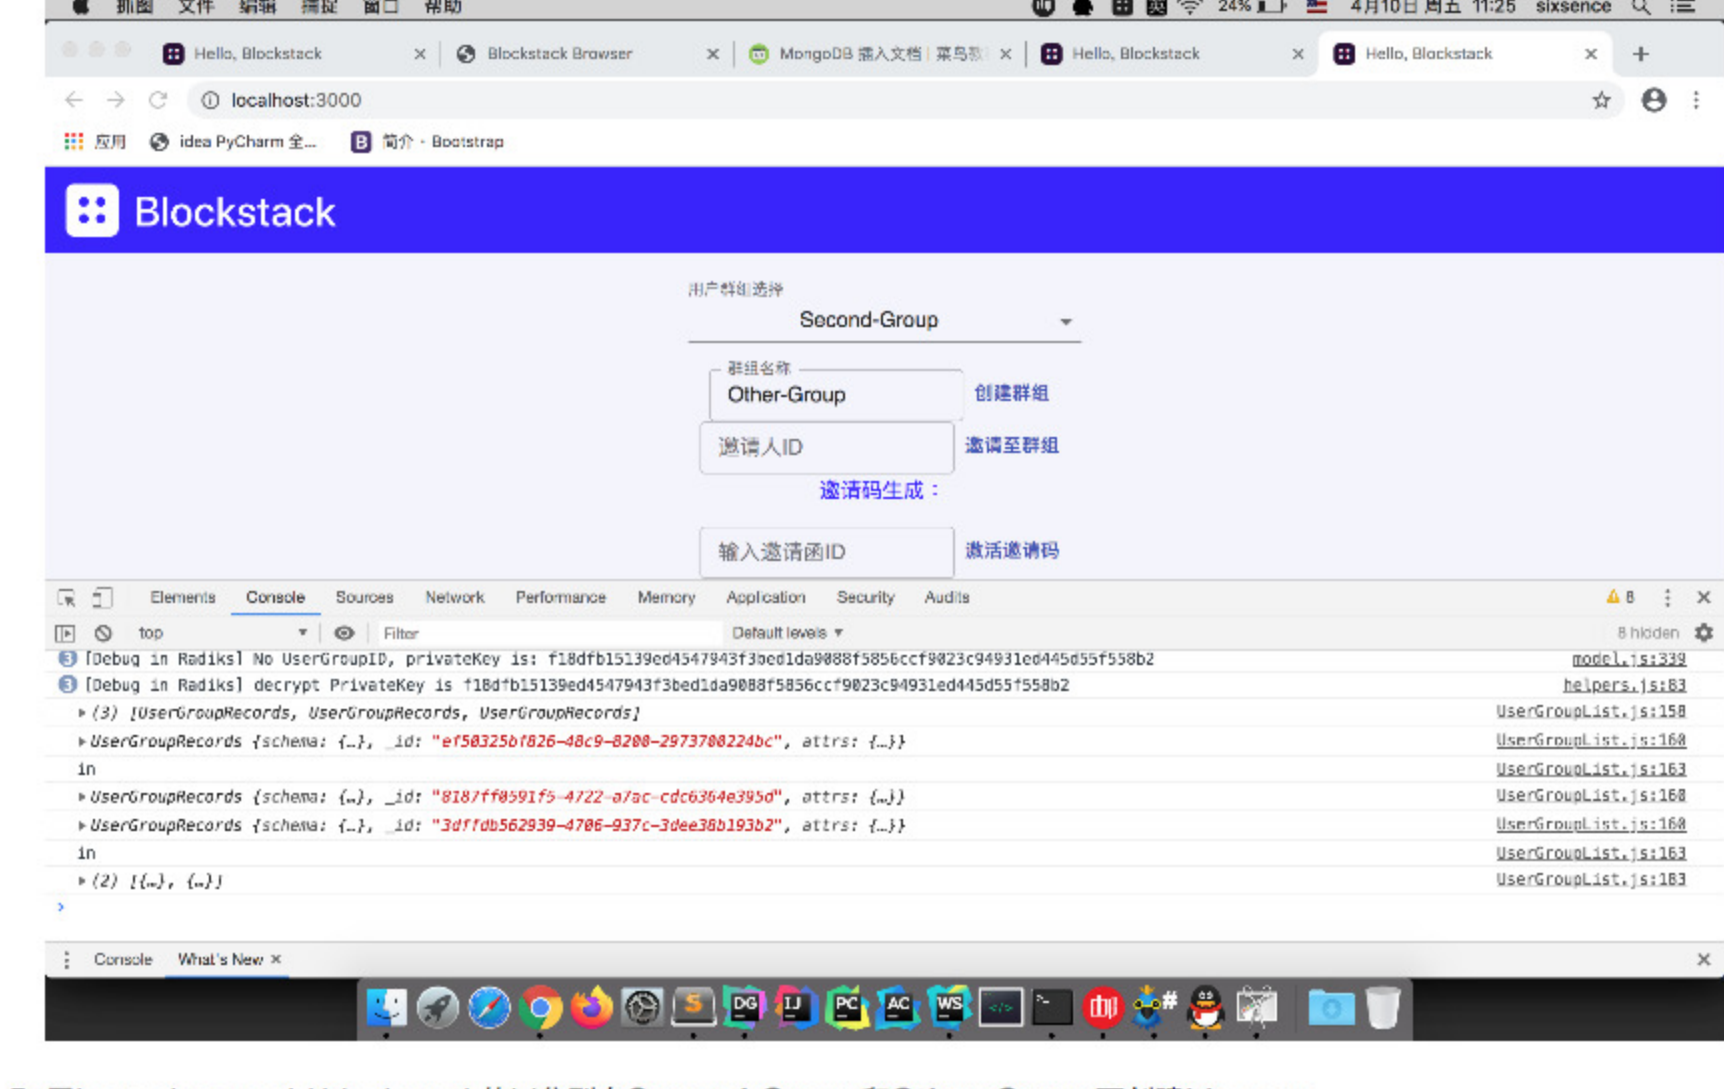 抓图 文件 编辑 捕捉 窗口 帮助 24% 4月10日 周五 11:25 sixsence
Hello, Blockstack × Blockstack Browser × MongoDB 插入文档 | 菜鸟教 × Hello, Blockstack × Hello, Blockstack × +
localhost:3000
应用 idea PyCharm 全... B 简介 · Bootstrap
Blockstack
用户群组选择
Second-Group
群组名称
Other-Group 创建群组
邀请人ID 邀请至群组
邀请码生成：
输入邀请函ID 激活邀请码
Elements Console Sources Network Performance Memory Application Security Audits 8
top Filter Default levels ▼ 8 hidden
3 [Debug in Radiks] No UserGroupID, privateKey is: f18dfb15139ed4547943f3bed1da9088f5856ccf9023c94931ed445d55f558b2 model.js:339
3 [Debug in Radiks] decrypt PrivateKey is f18dfb15139ed4547943f3bed1da9088f5856ccf9023c94931ed445d55f558b2 helpers.js:83
▸(3) [UserGroupRecords, UserGroupRecords, UserGroupRecords] UserGroupList.js:158
▸UserGroupRecords {schema: {…}, _id: "ef50325bf826-48c9-8200-2973708224bc", attrs: {…}} UserGroupList.js:160
in UserGroupList.js:163
▸UserGroupRecords {schema: {…}, _id: "8187ff0591f5-4722-a7ac-cdc6364e395d", attrs: {…}} UserGroupList.js:160
▸UserGroupRecords {schema: {…}, _id: "3dffdb562939-4706-937c-3dee38b193b2", attrs: {…}} UserGroupList.js:160
in UserGroupList.js:163
▸(2) [{…}, {…}] UserGroupList.js:183
Console What's New ×
S DG IJ PC AC WS </> #